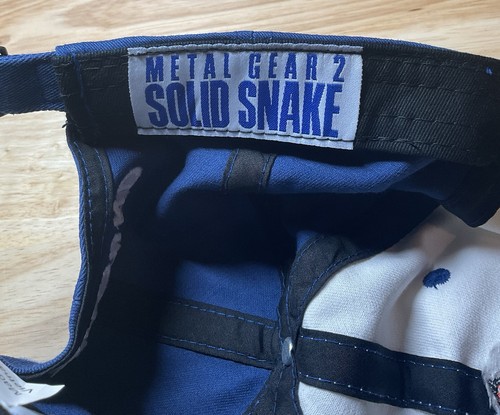 METAL GEAR 2
SOLID SNAKE